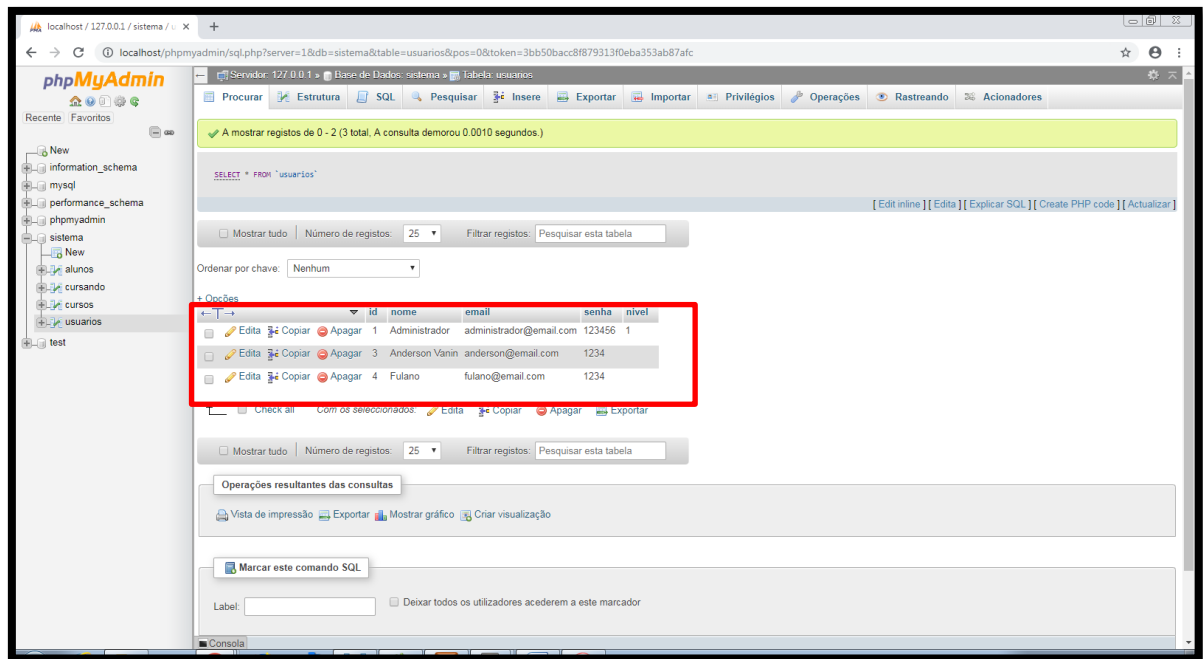 localhost / 127.0.0.1 / sistema / u
localhost/phpmyadmin/sql.php?server=1&db=sistema&table=usuarios&pos=0&token=3bb50bacc8f879313f0eba353ab87afc
phpMyAdmin
Recente Favoritos
New
information_schema
mysql
performance_schema
phpmyadmin
sistema
New
alunos
cursando
cursos
usuarios
test
Servidor: 127.0.0.1 » Base de Dados: sistema » Tabela: usuarios
Procurar Estrutura SQL Pesquisar Insere Exportar Importar Privilégios Operações Rastreando Acionadores
A mostrar registos de 0 - 2 (3 total, A consulta demorou 0.0010 segundos.)
SELECT * FROM `usuarios`
[ Edit inline ] [ Edita ] [ Explicar SQL ] [ Create PHP code ] [ Actualizar ]
Mostrar tudo Número de registos: 25 Filtrar registos: Pesquisar esta tabela
Ordenar por chave: Nenhum
+ Opções
←T→ id nome email senha nivel
Edita Copiar Apagar 1 Administrador administrador@email.com 123456 1
Edita Copiar Apagar 3 Anderson Vanin anderson@email.com 1234
Edita Copiar Apagar 4 Fulano fulano@email.com 1234
Check all Com os seleccionados: Edita Copiar Apagar Exportar
Mostrar tudo Número de registos: 25 Filtrar registos: Pesquisar esta tabela
Operações resultantes das consultas
Vista de impressão Exportar Mostrar gráfico Criar visualização
Marcar este comando SQL
Label: Deixar todos os utilizadores acederem a este marcador
Consola